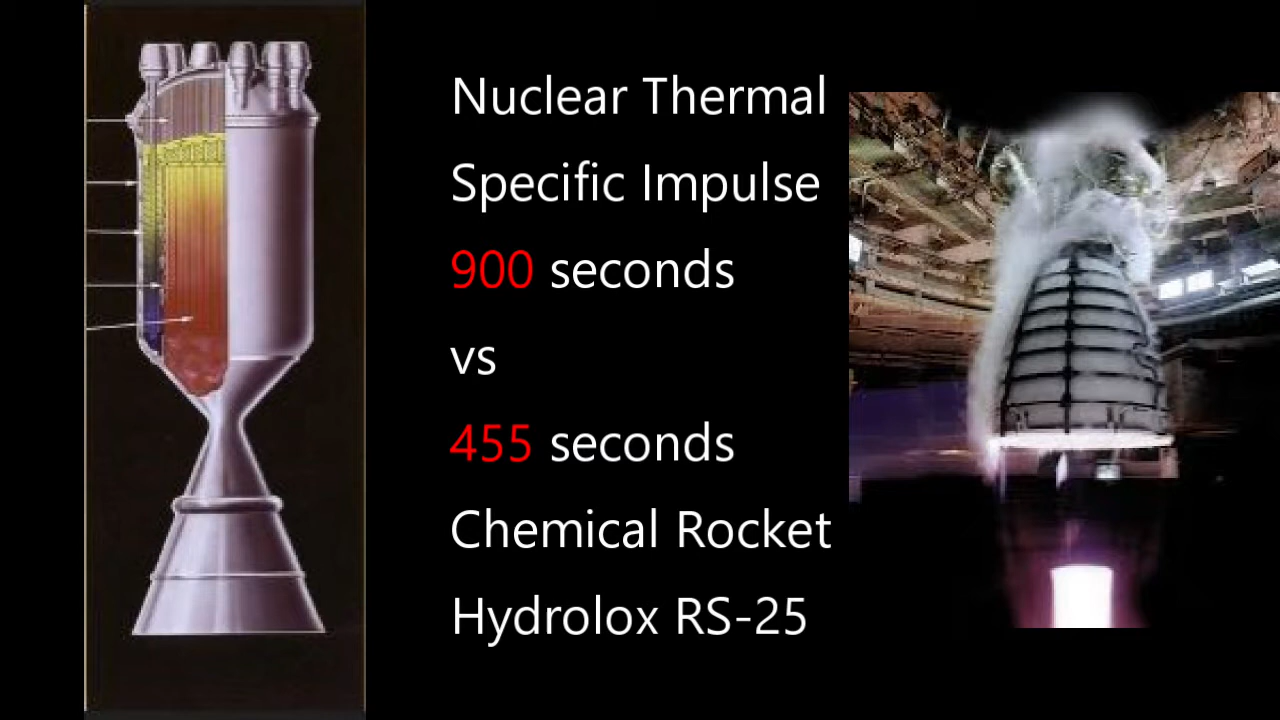 Nuclear Thermal
Specific Impulse
900 seconds
vs
455 seconds
Chemical Rocket
Hydrolox RS-25